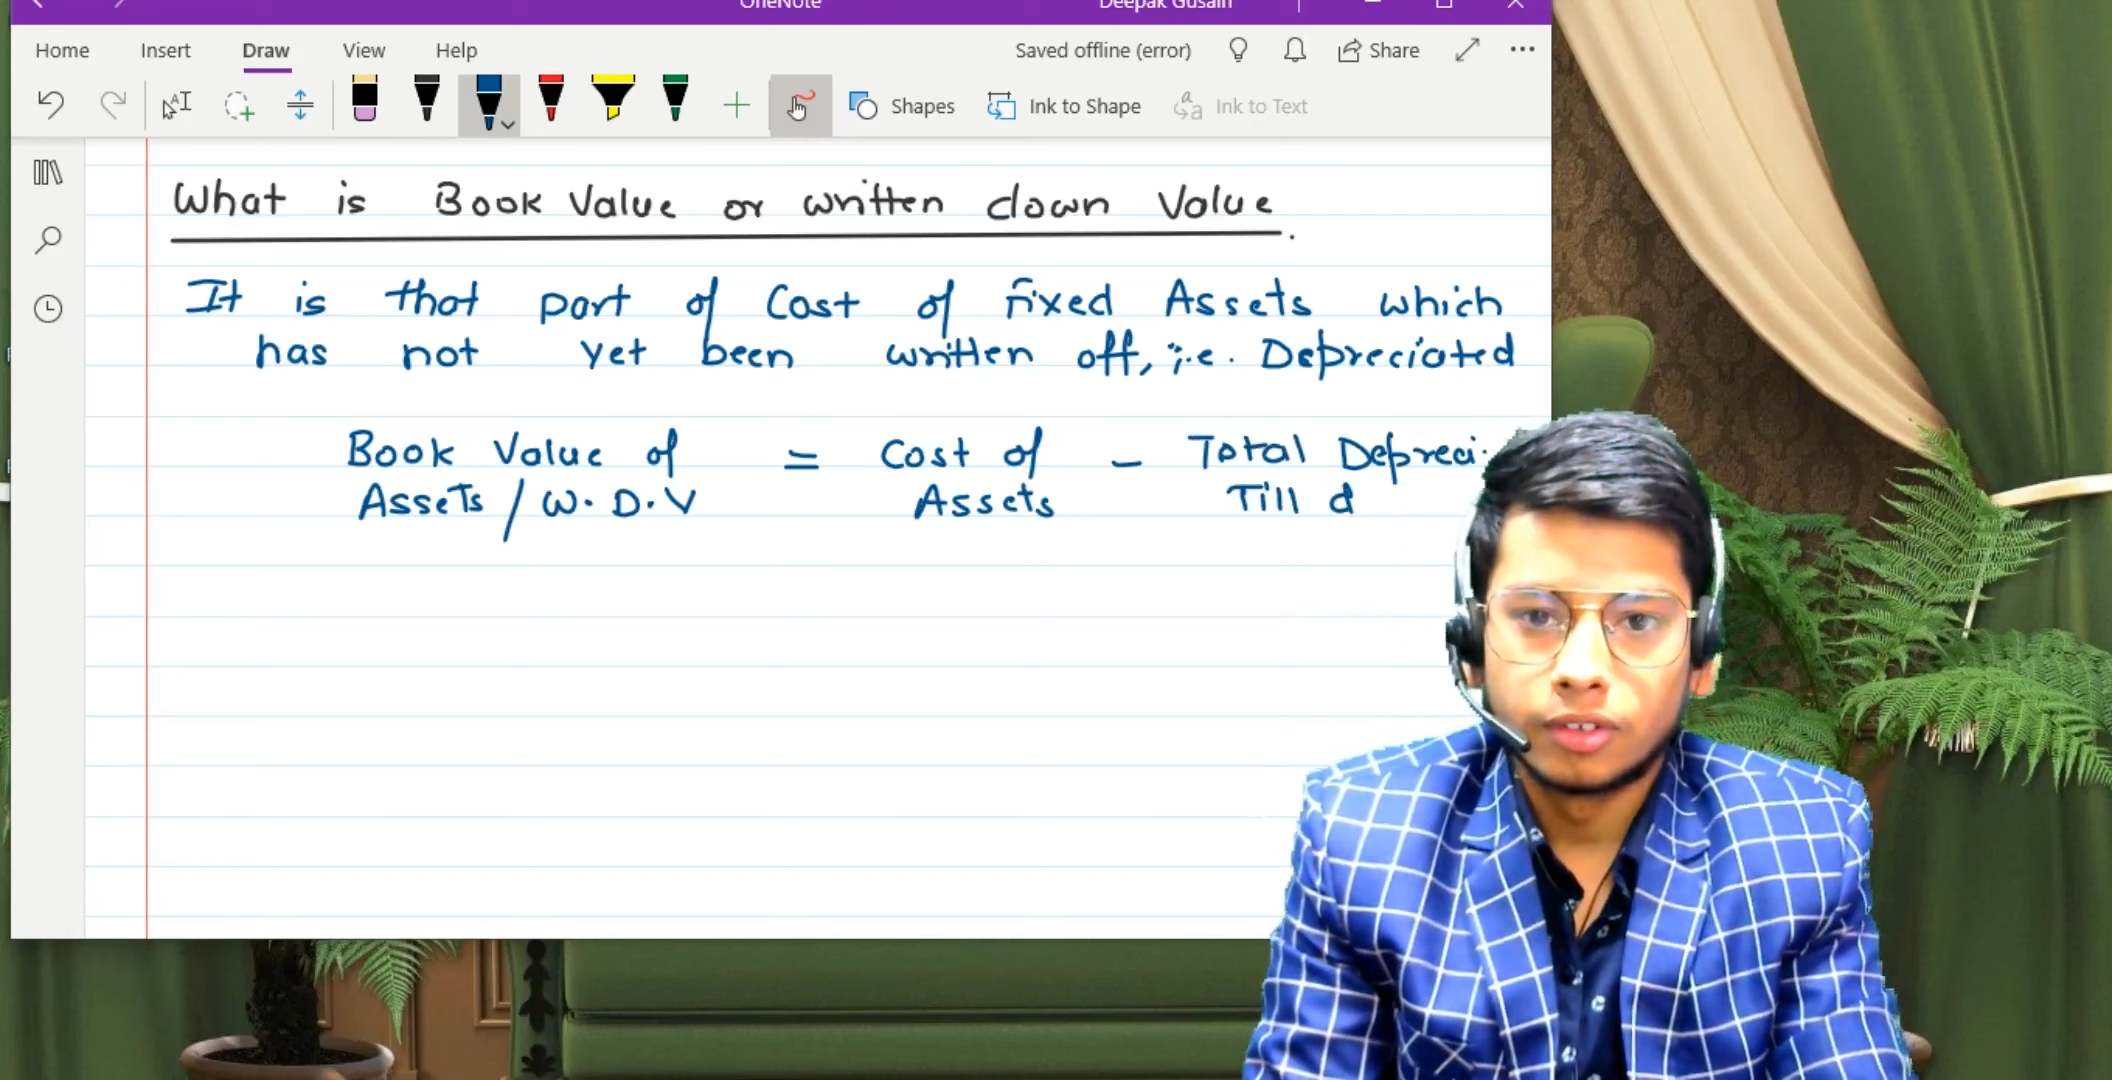 OneNote
Deepak Gusain
Home Insert Draw View Help Saved offline (error) Share
Shapes Ink to Shape Ink to Text
What is Book Value or written down Value.
It is that part of Cost of Fixed Assets which
has not yet been written off, i.e. Depreciated
Book Value of = Cost of - Total Depreci
Assets / W.D.V Assets Till d